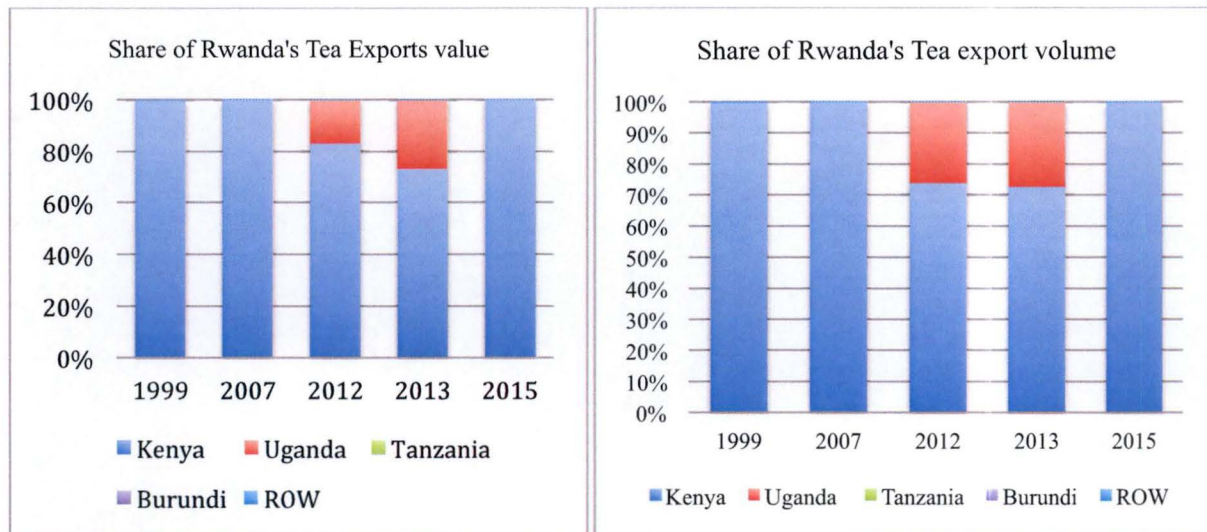 Share of Rwanda's Tea Exports value
100%
80%
60%
40%
20%
0%
1999 2007 2012 2013 2015
Kenya Uganda Tanzania
Burundi ROW
Share of Rwanda's Tea export volume
100%
90%
80%
70%
60%
50%
40%
30%
20%
10%
0%
1999 2007 2012 2013 2015
Kenya Uganda Tanzania Burundi ROW